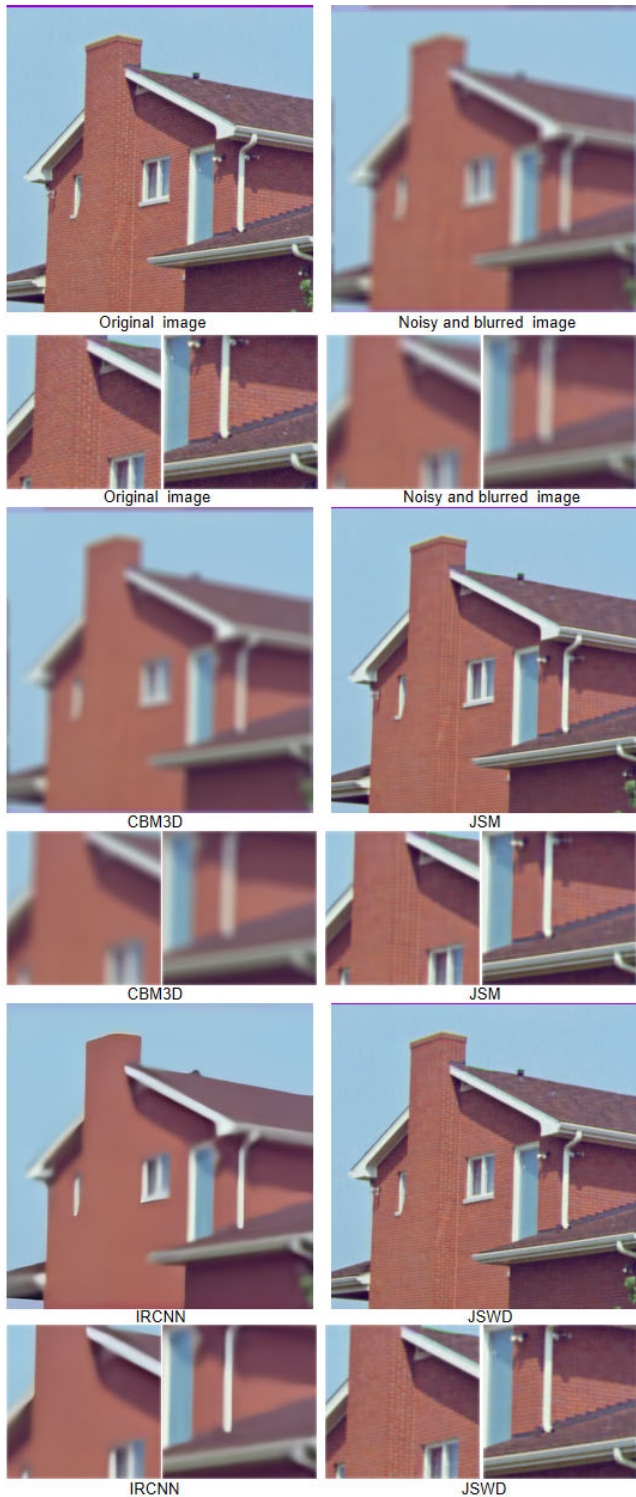 Original image
Noisy and blurred image
Original image
Noisy and blurred image
CBM3D
JSM
CBM3D
JSM
IRCNN
JSWD
IRCNN
JSWD